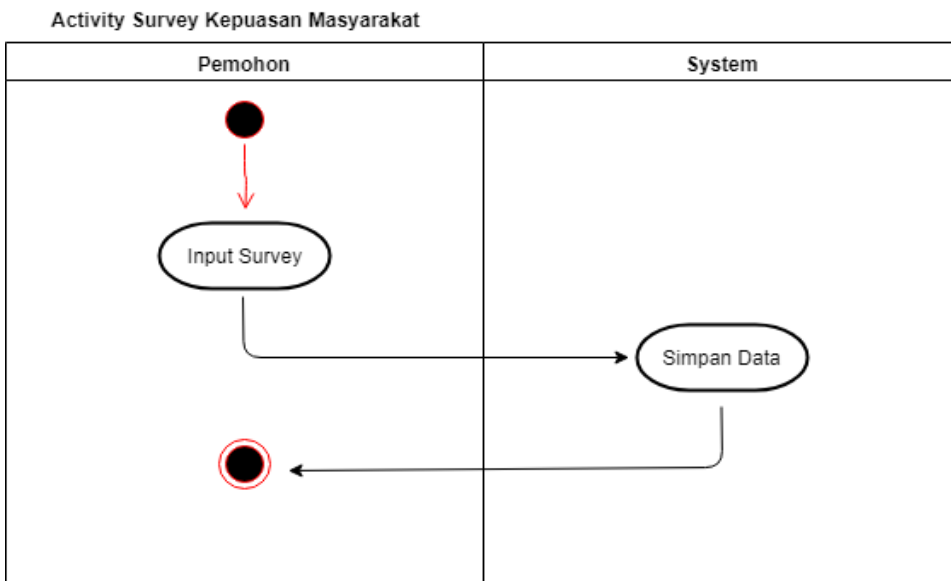 Activity Survey Kepuasan Masyarakat
Pemohon
System
Input Survey
Simpan Data